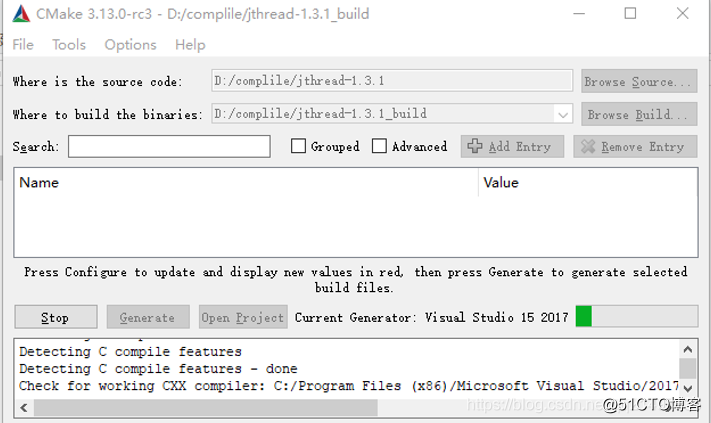 CMake 3.13.0-rc3 - D:/complile/jthread-1.3.1_build
File Tools Options Help
Where is the source code: D:/complile/jthread-1.3.1 Browse Source...
Where to build the binaries: D:/complile/jthread-1.3.1_build Browse Build...
Search: Grouped Advanced Add Entry Remove Entry
Name Value
Press Configure to update and display new values in red, then press Generate to generate selected
build files.
Stop Generate Open Project Current Generator: Visual Studio 15 2017
Detecting C compile features
Detecting C compile features - done
Check for working CXX compiler: C:/Program Files (x86)/Microsoft Visual Studio/2017
@51CTO博客